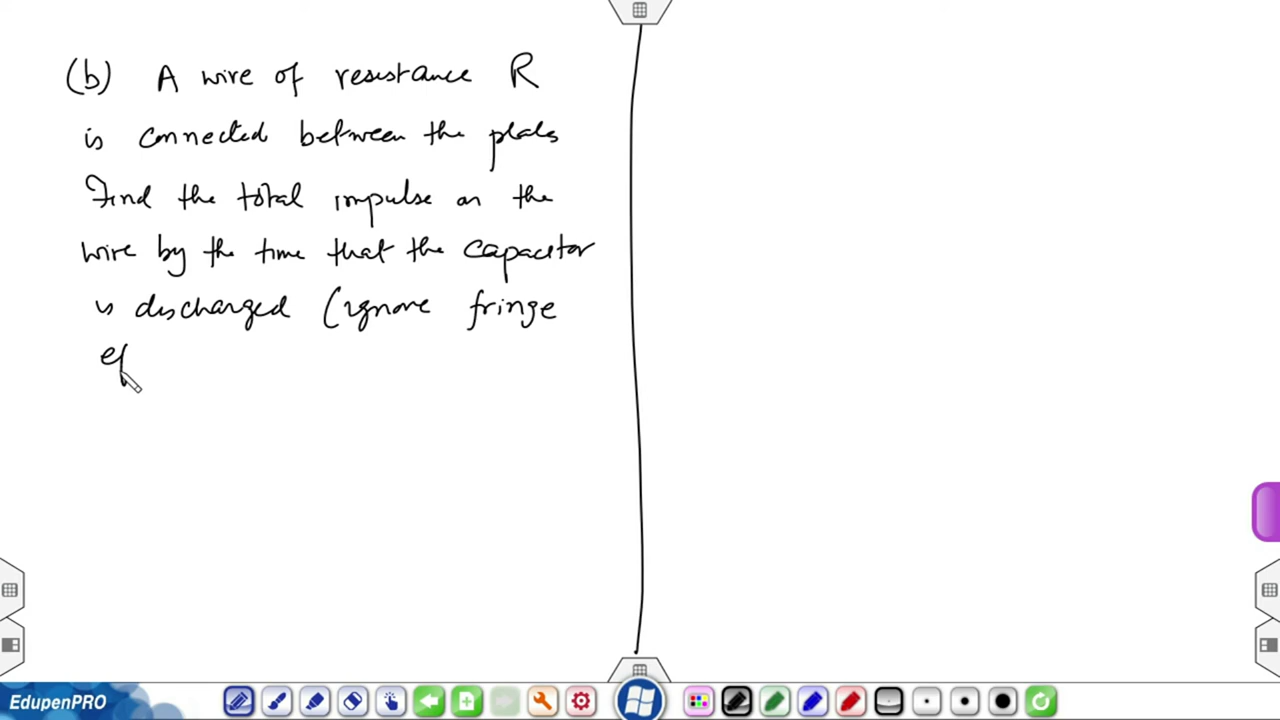 (b) A wire of resistance R
is connected between the plates
Find the total impulse on the
wire by the time that the capacitor
is discharged (ignore fringe
ef
EdupenPRO